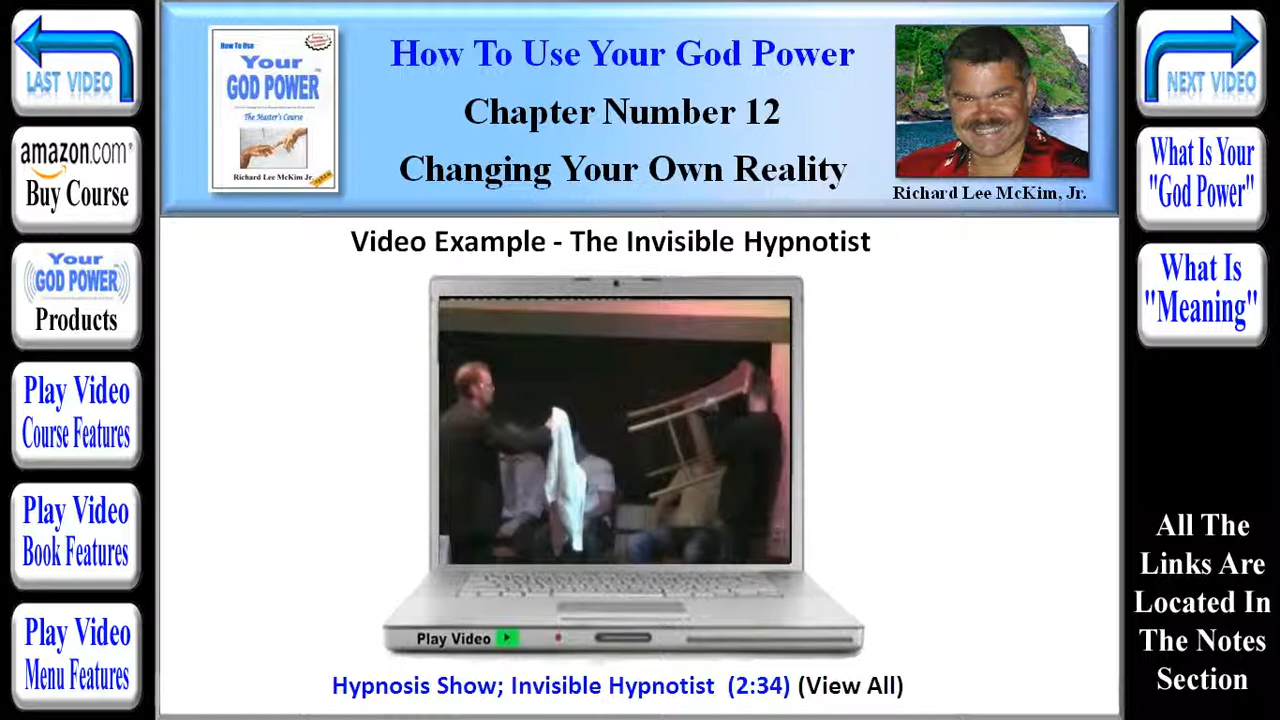 LAST VIDEO
amazon.com
Buy Course
Your
GOD POWER
Products
Play Video
Course Features
Play Video
Book Features
Play Video
Menu Features
How To Use
Your
GOD POWER
The Master's Course
Richard Lee McKim Jr.
How To Use Your God Power
Chapter Number 12
Changing Your Own Reality
Richard Lee McKim, Jr.
Video Example - The Invisible Hypnotist
Play Video
Hypnosis Show; Invisible Hypnotist (2:34) (View All)
NEXT VIDEO
What Is Your
"God Power"
What Is
"Meaning"
All The
Links Are
Located In
The Notes
Section